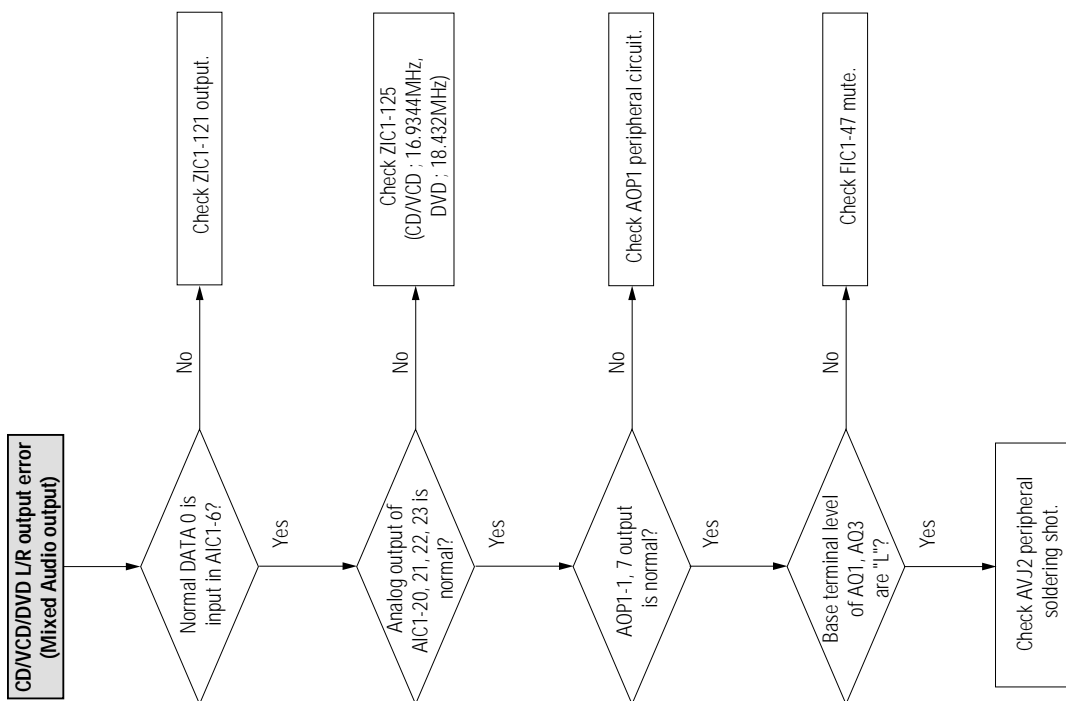 CD/VCD/DVD L/R output error
(Mixed Audio output)
Normal DATA 0 is
input in AIC1-6?
No
Check ZIC1-121 output.
Yes
Analog output of
AIC1-20, 21, 22, 23 is
normal?
No
Check ZIC1-125
(CD/VCD ; 16.9344MHz,
DVD ; 18.432MHz)
Yes
AOP1-1, 7 output
is normal?
No
Check AOP1 peripheral circuit.
Yes
Base terminal level
of AQ1, AQ3
are "L"?
No
Check FIC1-47 mute.
Yes
Check AVJ2 peripheral
soldering shot.